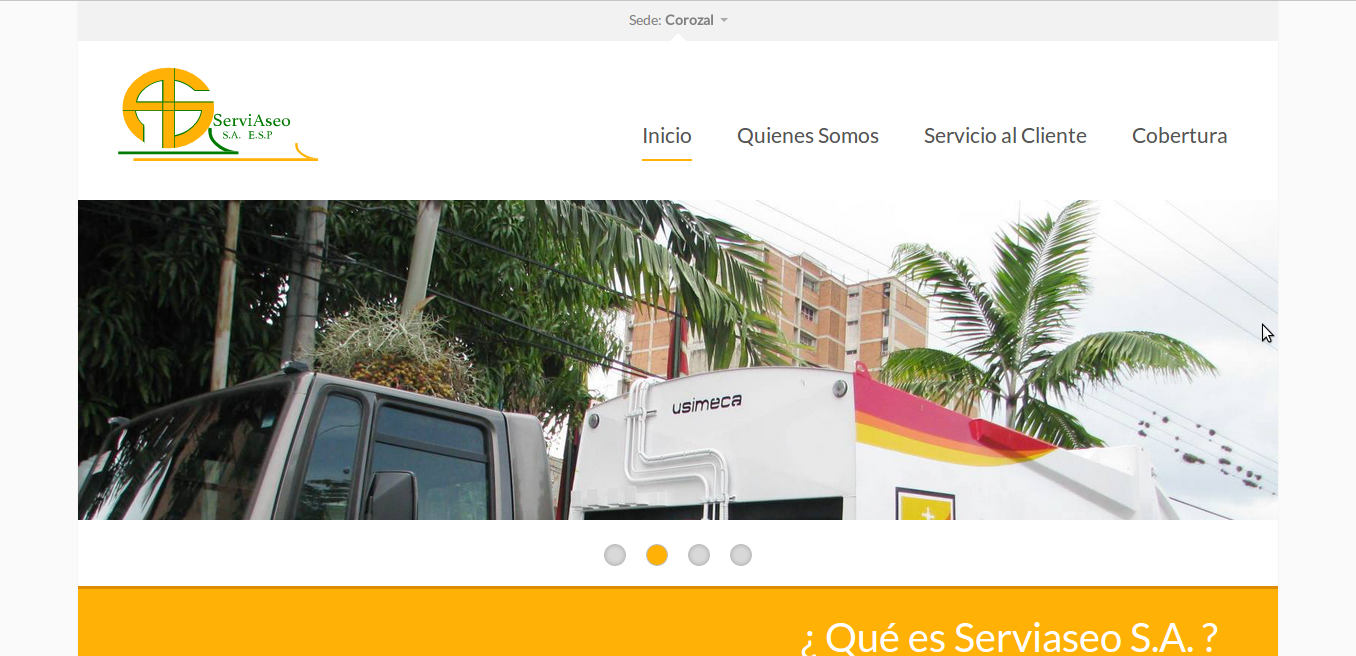 Sede: Corozal
ServiAseo
S.A. E.S.P
Inicio Quienes Somos Servicio al Cliente Cobertura
usimeca
¿ Qué es Serviaseo S.A. ?